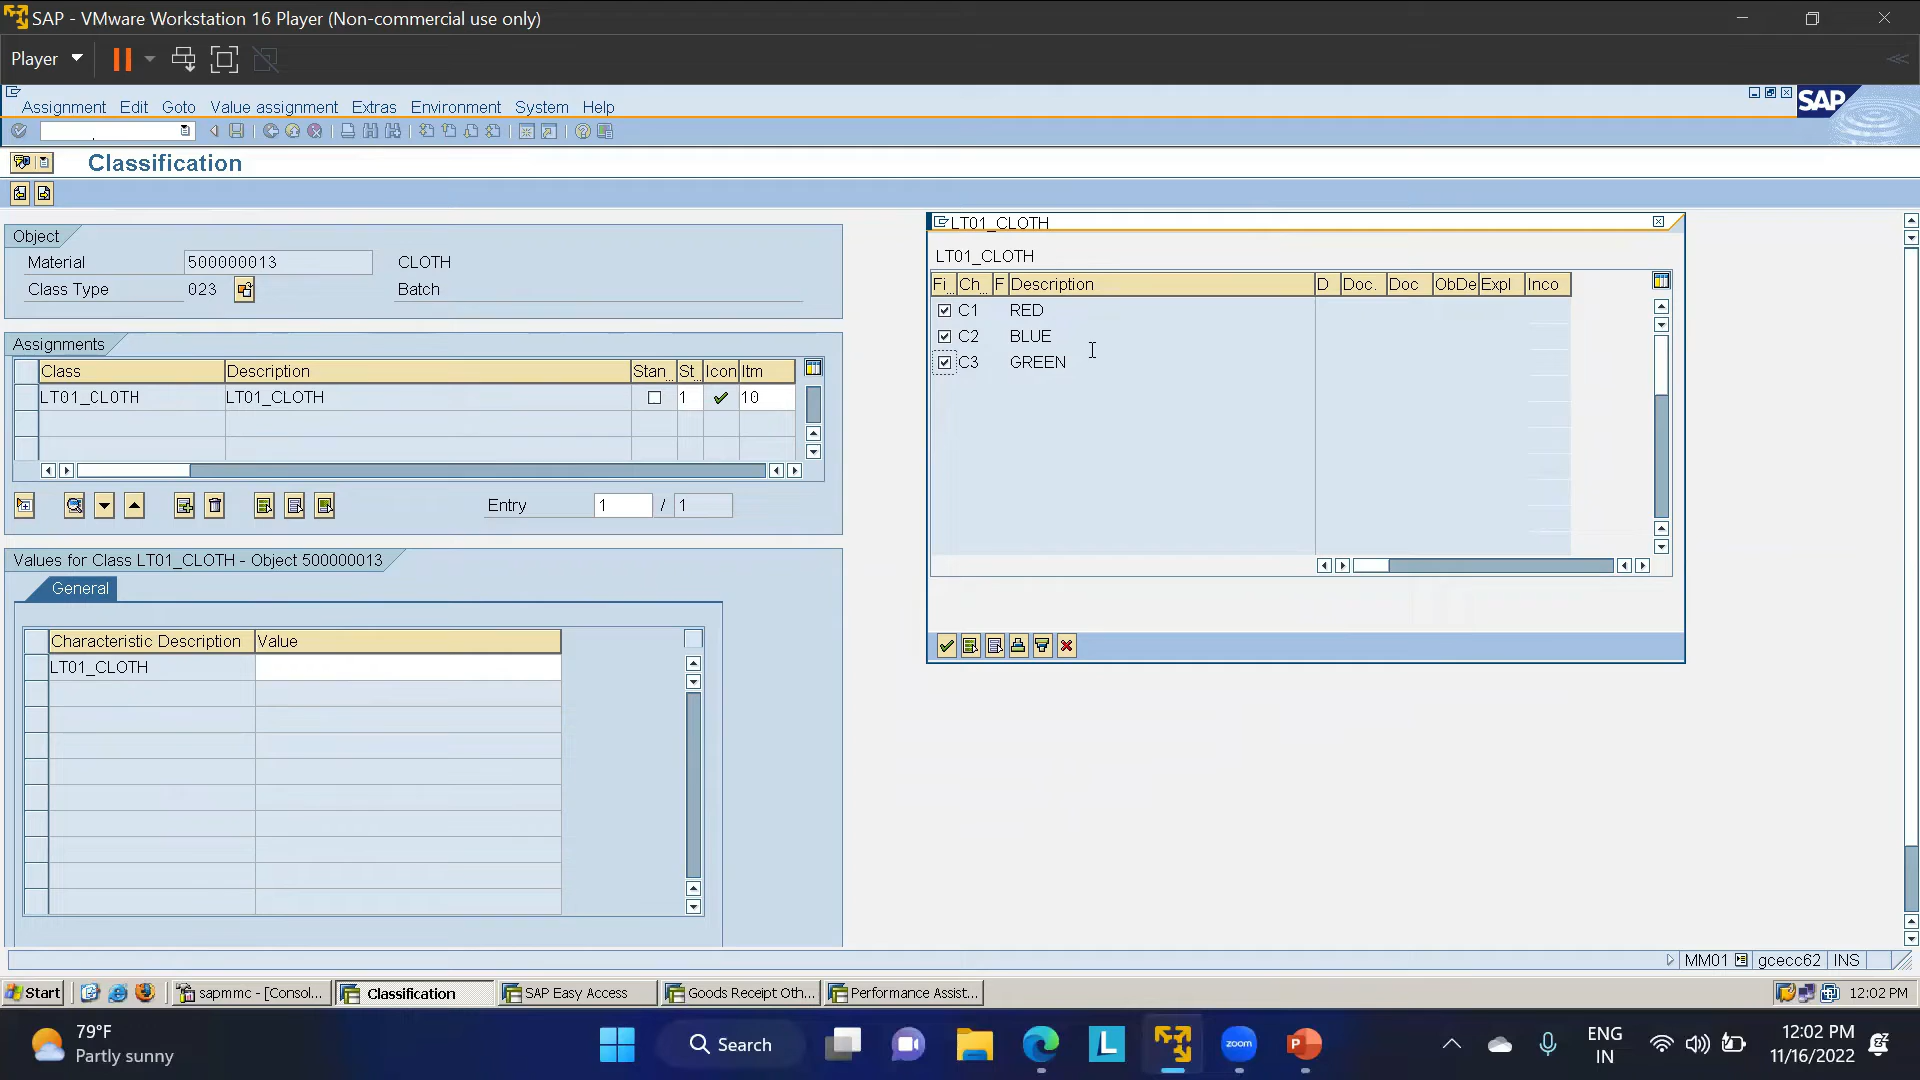 SAP - VMware Workstation 16 Player (Non-commercial use only)
Player
Assignment Edit Goto Value assignment Extras Environment System Help
SAP
Classification
Object
Material 500000013 CLOTH
Class Type 023 Batch
Assignments
Class Description Stan.. St.. Icon Itm
LT01_CLOTH LT01_CLOTH 1 10
Entry 1 / 1
Values for Class LT01_CLOTH - Object 500000013
General
Characteristic Description Value
LT01_CLOTH
LT01_CLOTH
LT01_CLOTH
Fi.. Ch.. F Description D Doc. Doc ObDe Expl Inco
C1 RED
C2 BLUE
C3 GREEN
MM01 gcecc62 INS
Start sapmmc - [Consol... Classification SAP Easy Access Goods Receipt Oth... Performance Assist... 12:02 PM
79°F
Partly sunny
Search
L
zoom
P
ENG
IN
12:02 PM
11/16/2022